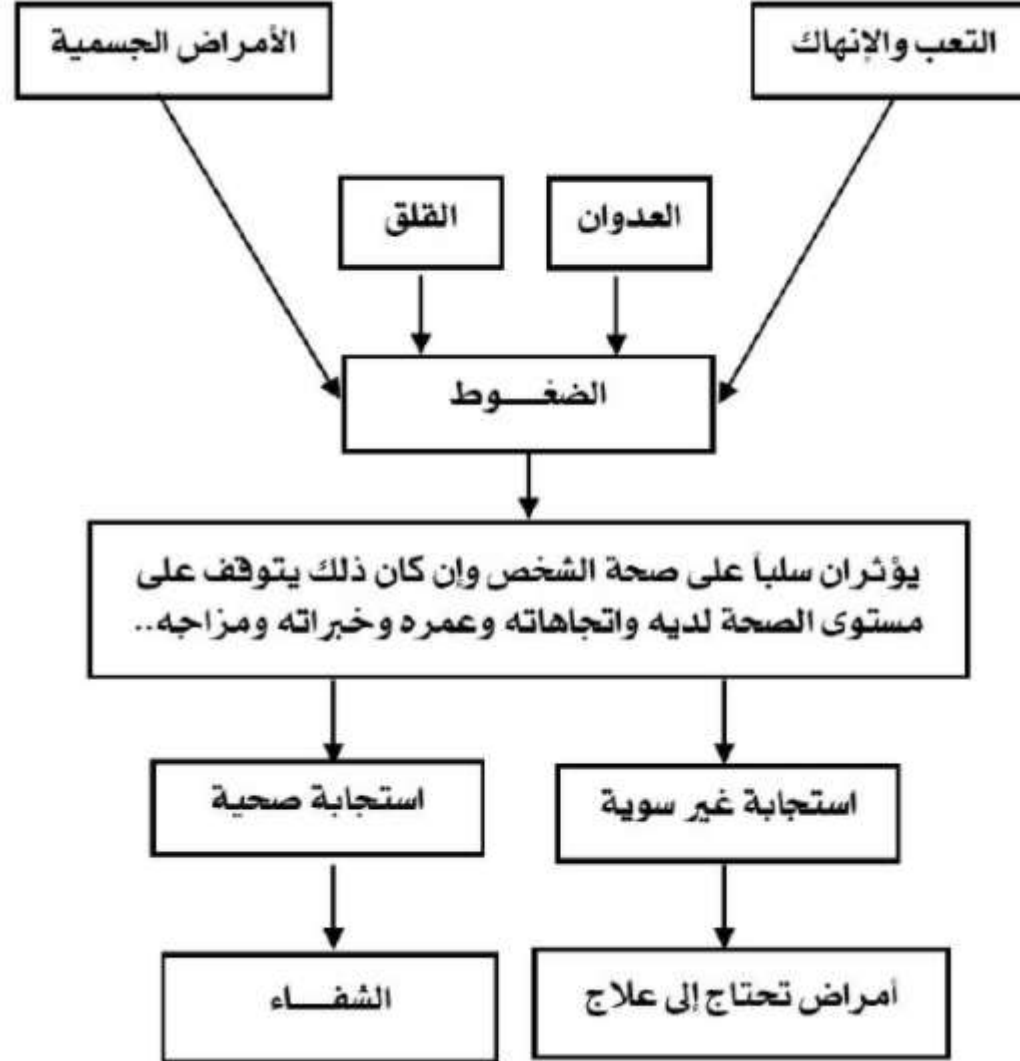 التعب والإنهاك
الأمراض الجسمية
العدوان
القلق
الضغـــوط
يؤثران سلباً على صحة الشخص وإن كان ذلك يتوقف على
مستوى الصحة لديه واتجاهاته وعمره وخبراته ومزاجه..
استجابة غير سوية
استجابة صحية
أمراض تحتاج إلى علاج
الشفـــاء